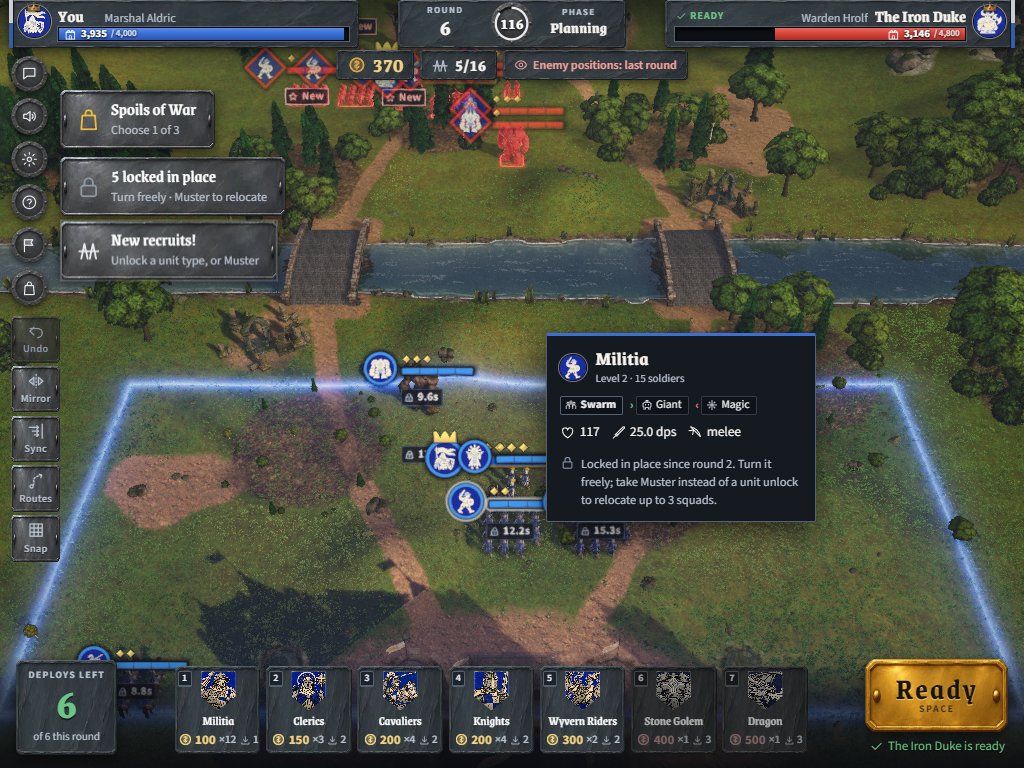 You Marshal Aldric
3,935 / 4,000
ROUND
6
116
PHASE
Planning
READY
Warden Hrolf The Iron Duke
3,146 / 4,800
370
5/16
Enemy positions: last round
New
New
Spoils of War
Choose 1 of 3
5 locked in place
Turn freely · Muster to relocate
New recruits!
Unlock a unit type, or Muster
Undo
Mirror
Sync
Routes
Snap
9.6s
12.2s
15.3s
8.8s
Militia
Level 2 · 15 soldiers
Swarm › Giant ‹ Magic
117 25.0 dps melee
Locked in place since round 2. Turn it
freely; take Muster instead of a unit unlock
to relocate up to 3 squads.
DEPLOYS LEFT
6
of 6 this round
1
Militia
100 ×12 1
2
Clerics
150 ×3 2
3
Cavaliers
200 ×4 2
4
Knights
200 ×4 2
5
Wyvern Riders
300 ×2 2
6
Stone Golem
400 ×1 3
7
Dragon
500 ×1 3
Ready
SPACE
The Iron Duke is ready